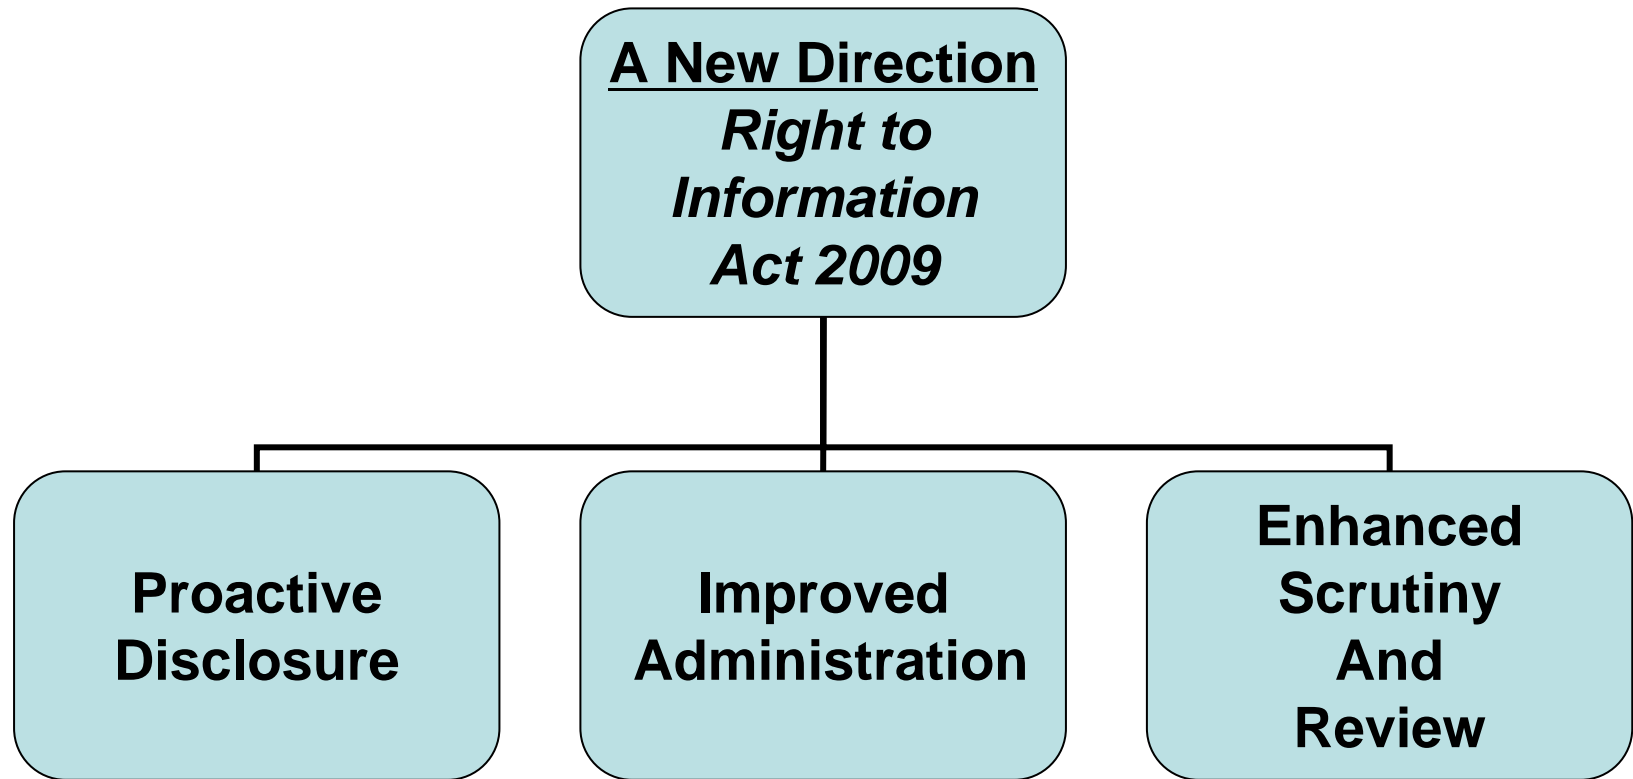 A New Direction
Right to
Information
Act 2009
Proactive
Disclosure
Improved
Administration
Enhanced
Scrutiny
And
Review